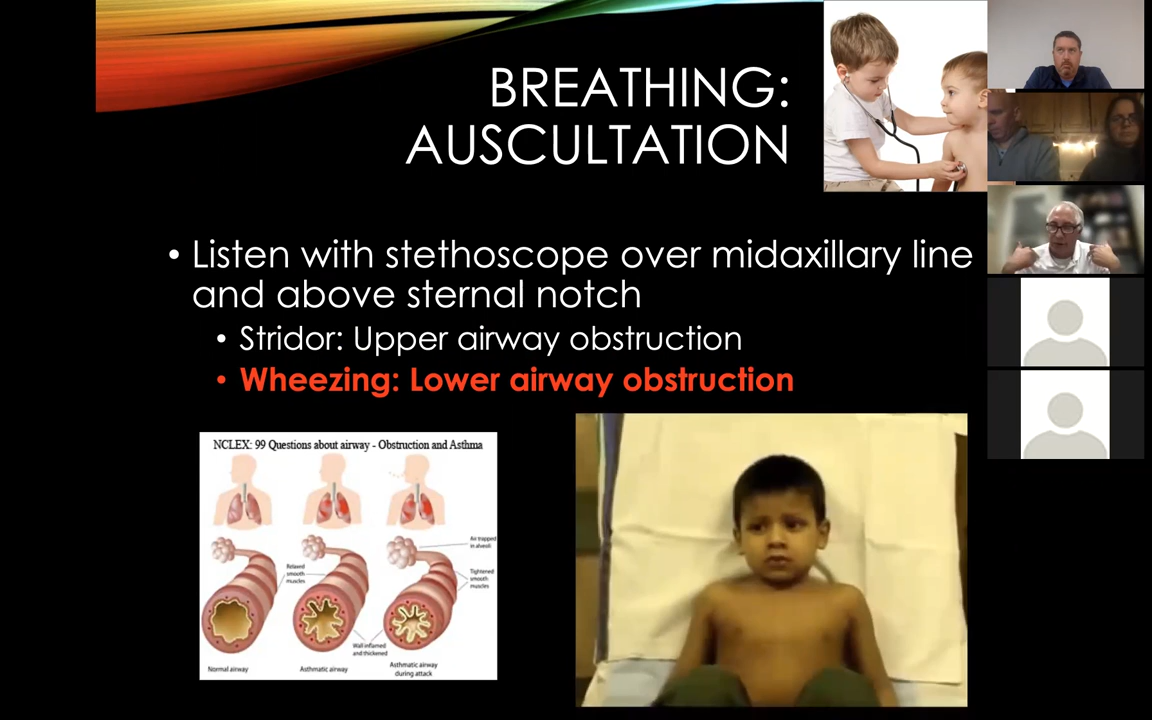 BREATHING:
AUSCULTATION
• Listen with stethoscope over midaxillary line
and above sternal notch
• Stridor: Upper airway obstruction
• Wheezing: Lower airway obstruction
NCLEX: 99 Questions about airway - Obstruction and Asthma
Air trapped
in alveoli
Relaxed
smooth
muscles
Tightened
smooth
muscles
Wall inflamed
and thickened
Normal airway
Asthmatic airway
Asthmatic airway
during attack